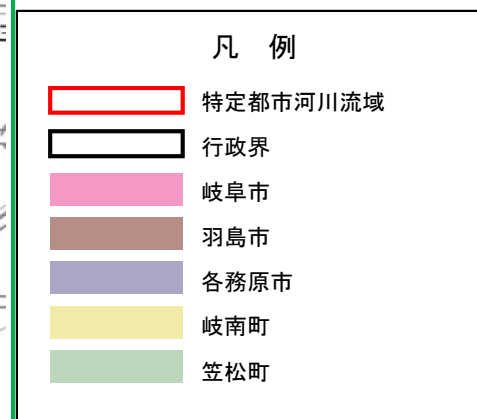 凡 例
特定都市河川流域
行政界
岐阜市
羽島市
各務原市
岐南町
笠松町